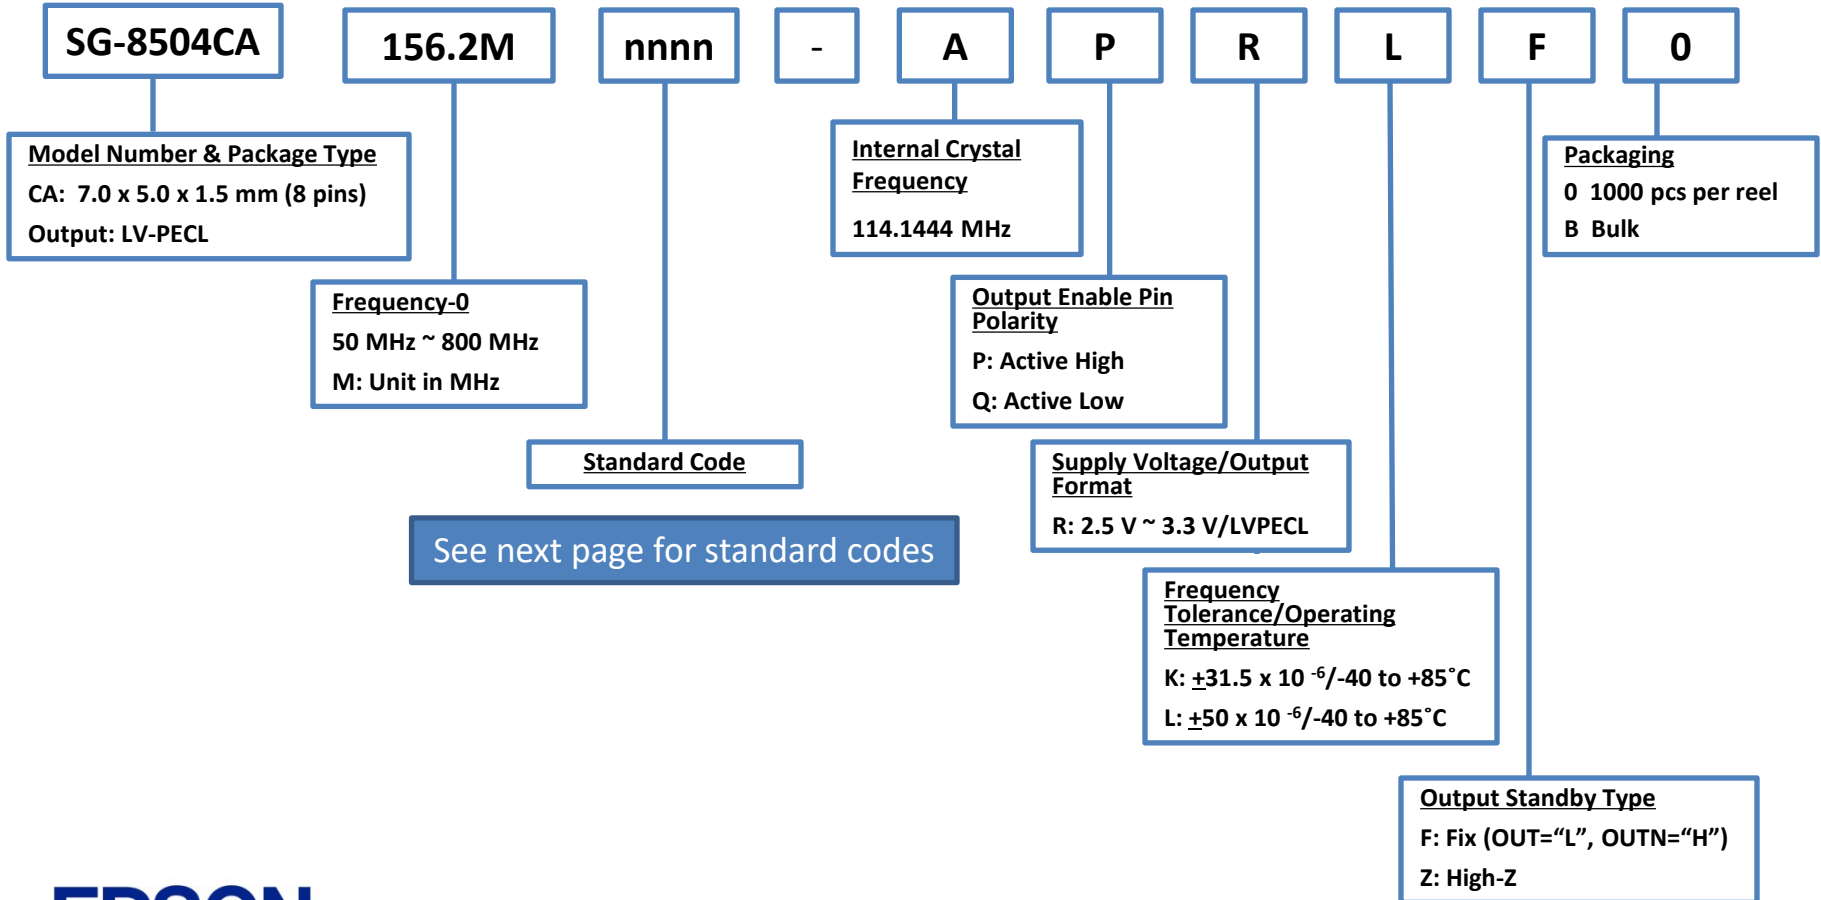 SG-8504CA 156.2M nnnn - A P R L F 0
Model Number & Package Type
CA: 7.0 x 5.0 x 1.5 mm (8 pins)
Output: LV-PECL
Frequency-0
50 MHz ~ 800 MHz
M: Unit in MHz
Standard Code
See next page for standard codes
Internal Crystal
Frequency
114.1444 MHz
Output Enable Pin
Polarity
P: Active High
Q: Active Low
Supply Voltage/Output
Format
R: 2.5 V ~ 3.3 V/LVPECL
Frequency
Tolerance/Operating
Temperature
K: ±31.5 x 10 ⁻⁶/-40 to +85˚C
L: ±50 x 10 ⁻⁶/-40 to +85˚C
Output Standby Type
F: Fix (OUT=“L”, OUTN=“H”)
Z: High-Z
Packaging
0 1000 pcs per reel
B Bulk
EPSON